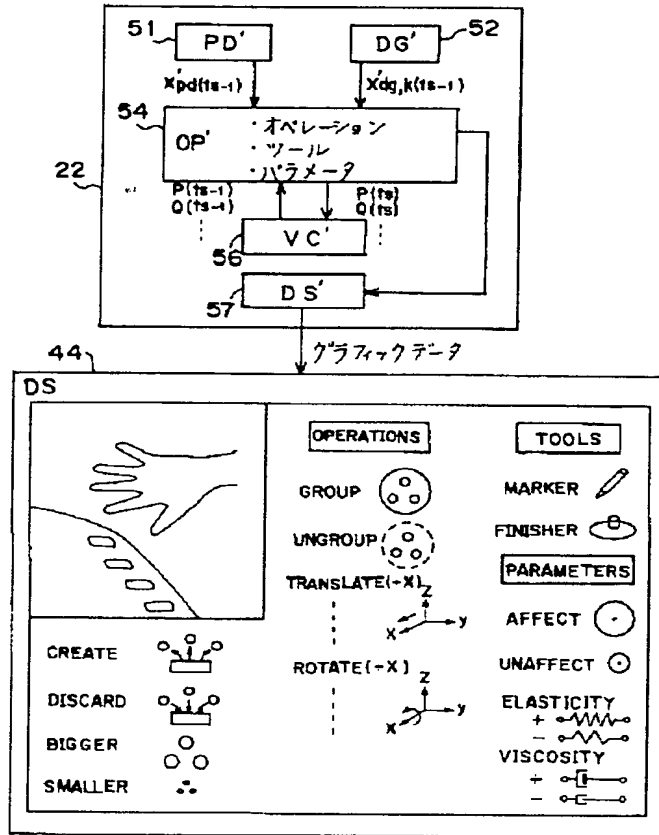 51
PD'
DG'
52
X'pd(ts-1)
X'dg,k(ts-1)
54
OP'
・オペレーション
・ツール
・パラメータ
22
P(ts-1)
Q(ts-1)
P(ts)
Q(ts)
VC'
56
DS'
57
グラフィックデータ
44
DS
OPERATIONS
TOOLS
GROUP
MARKER
UNGROUP
FINISHER
TRANSLATE(-X)
PARAMETERS
Z
y
X
AFFECT
CREATE
ROTATE(-X)
UNAFFECT
Z
y
X
DISCARD
ELASTICITY
+
-
BIGGER
VISCOSITY
+
-
SMALLER